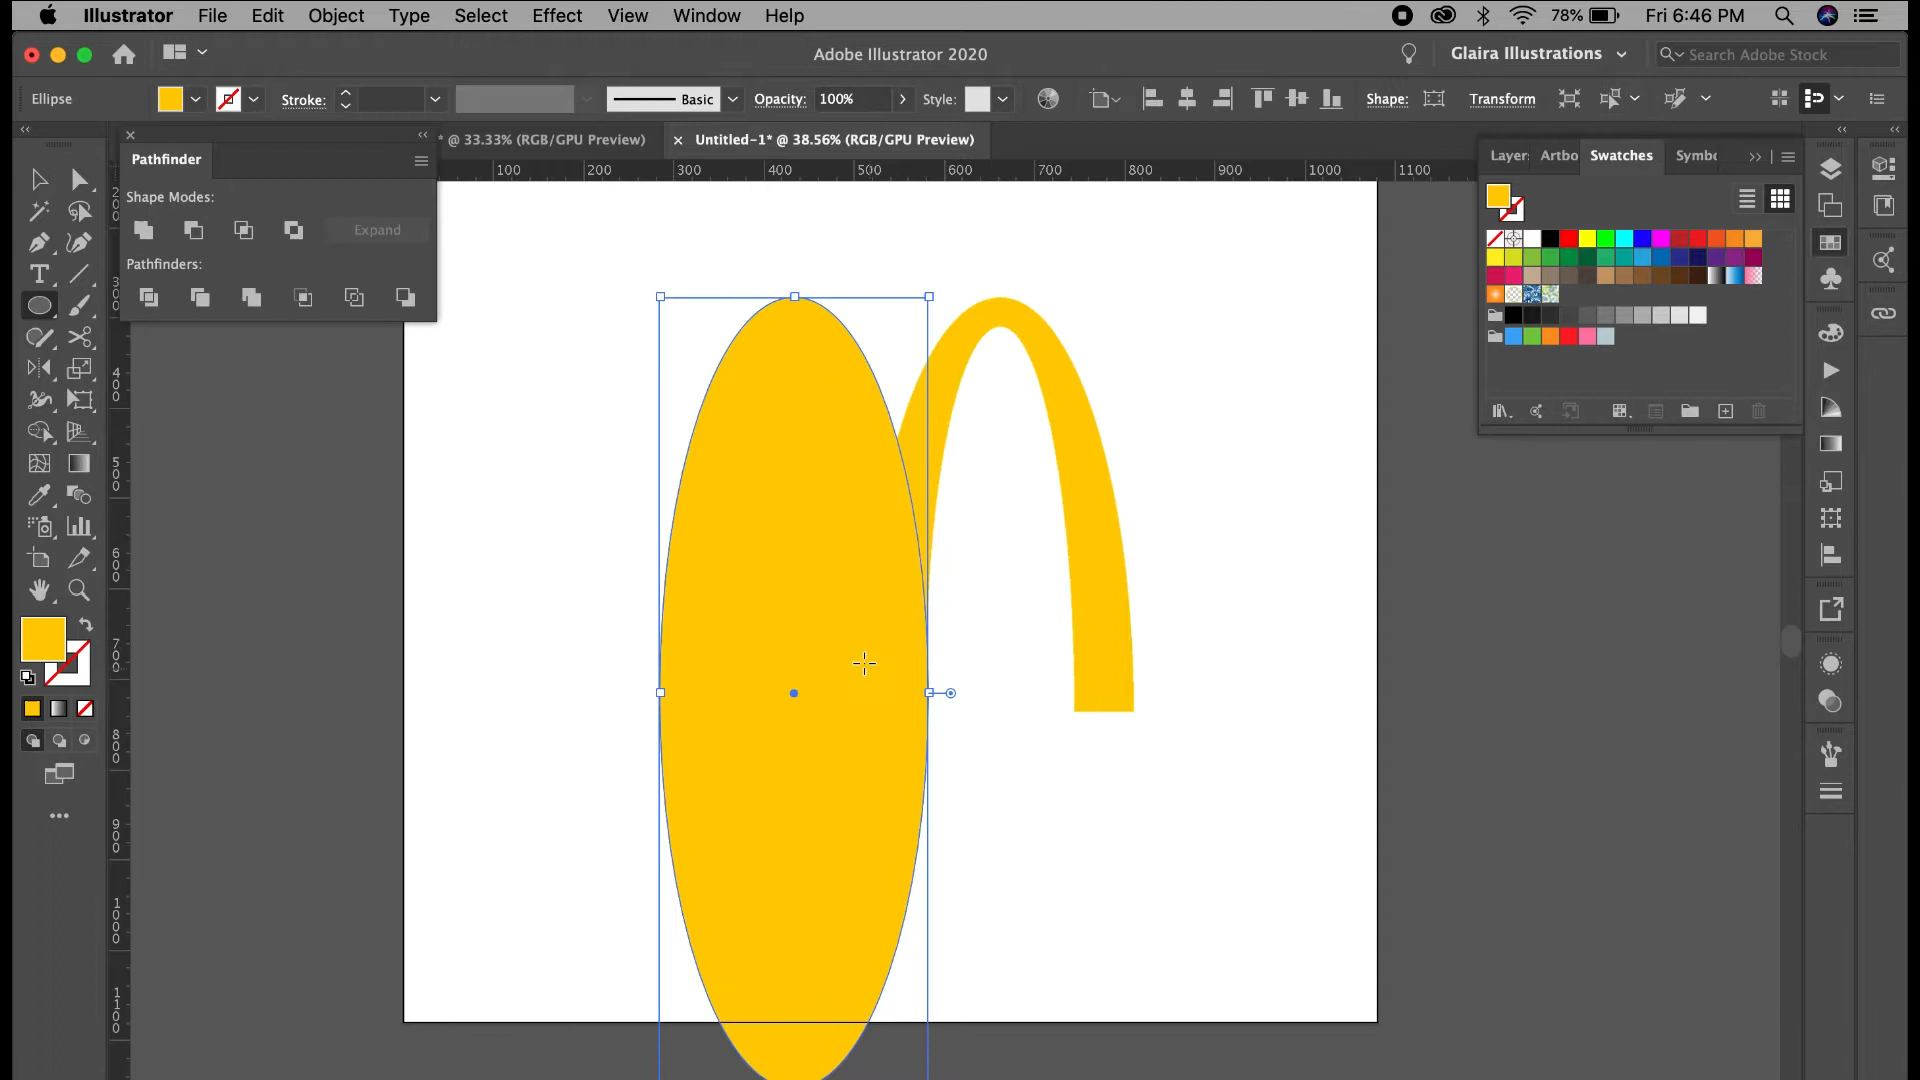 Illustrator File Edit Object Type Select Effect View Window Help 78% Fri 6:46 PM
Adobe Illustrator 2020 Glaira Illustrations Search Adobe Stock
Ellipse Stroke: Basic Opacity: 100% Style: Shape: Transform
* @ 33.33% (RGB/GPU Preview) × Untitled-1* @ 38.56% (RGB/GPU Preview)
Pathfinder
Layer Artbo Swatches Symbo
100 200 300 400 500 600 700 800 900 1000 1100
Shape Modes:
Expand
Pathfinders:
200
300
400
500
600
700
800
900
1000
1100